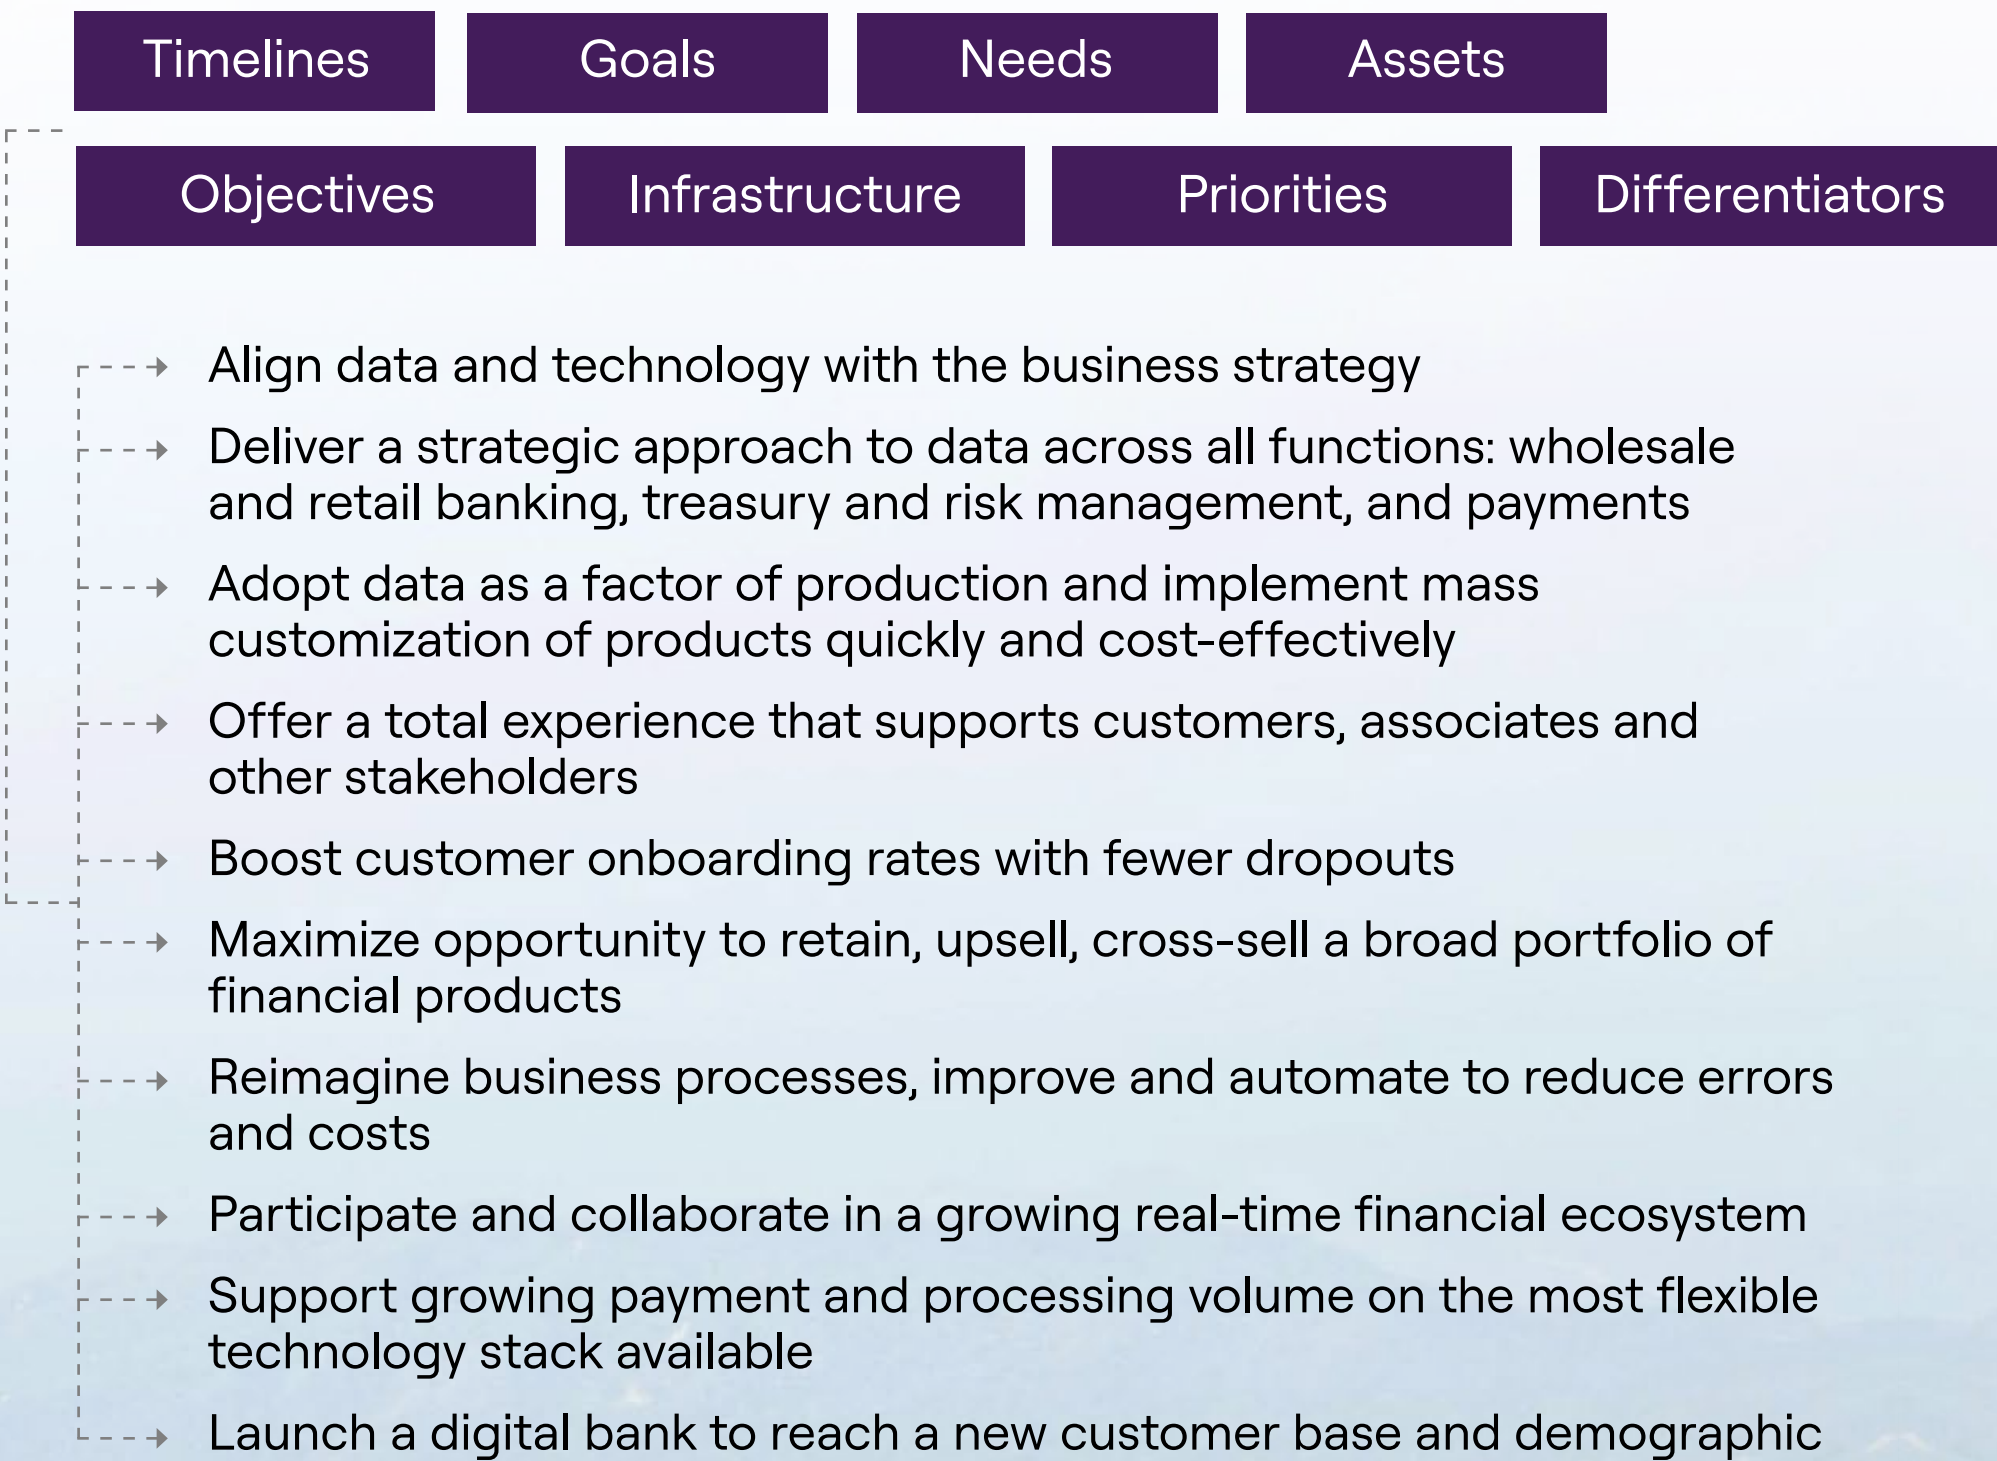 Timelines Goals Needs Assets
Objectives Infrastructure Priorities Differentiators
Align data and technology with the business strategy
Deliver a strategic approach to data across all functions: wholesale
and retail banking, treasury and risk management, and payments
Adopt data as a factor of production and implement mass
customization of products quickly and cost-effectively
Offer a total experience that supports customers, associates and
other stakeholders
Boost customer onboarding rates with fewer dropouts
Maximize opportunity to retain, upsell, cross-sell a broad portfolio of
financial products
Reimagine business processes, improve and automate to reduce errors
and costs
Participate and collaborate in a growing real-time financial ecosystem
Support growing payment and processing volume on the most flexible
technology stack available
Launch a digital bank to reach a new customer base and demographic